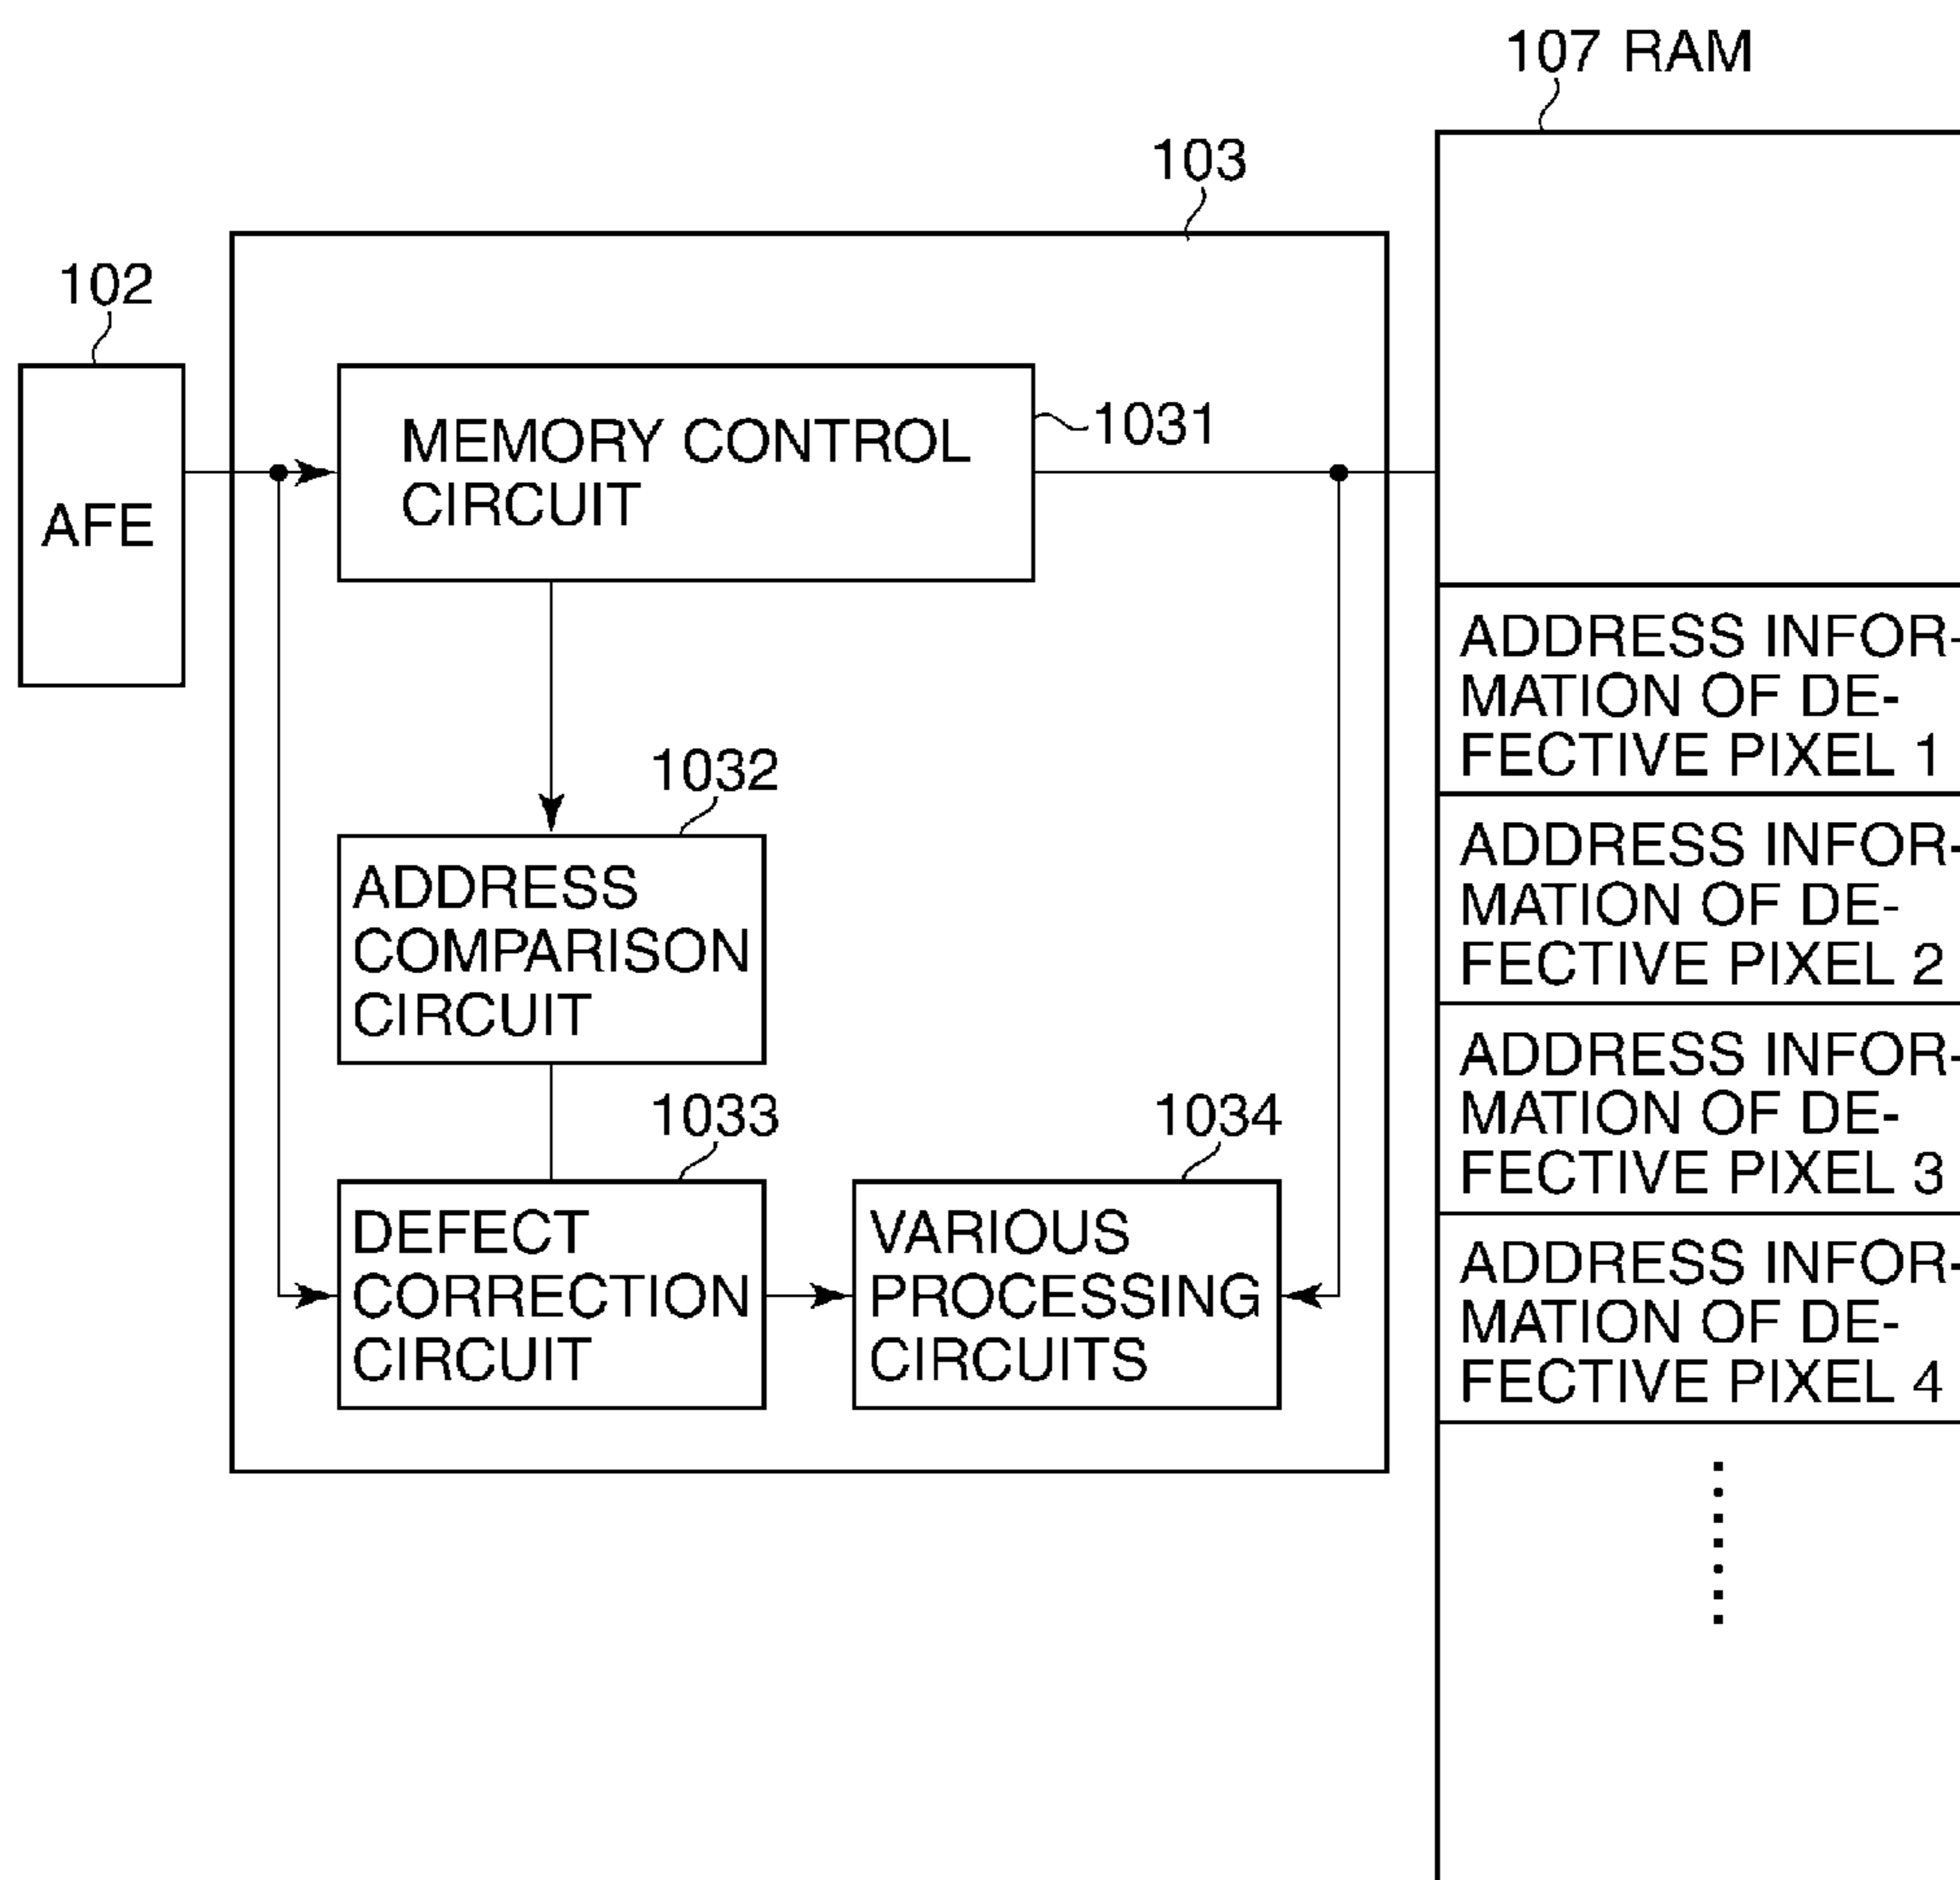 107 RAM
103
102
AFE
MEMORY CONTROL
CIRCUIT
1031
1032
ADDRESS
COMPARISON
CIRCUIT
1033
DEFECT
CORRECTION
CIRCUIT
1034
VARIOUS
PROCESSING
CIRCUITS
ADDRESS INFOR-
MATION OF DE-
FECTIVE PIXEL 1
ADDRESS INFOR-
MATION OF DE-
FECTIVE PIXEL 2
ADDRESS INFOR-
MATION OF DE-
FECTIVE PIXEL 3
ADDRESS INFOR-
MATION OF DE-
FECTIVE PIXEL 4